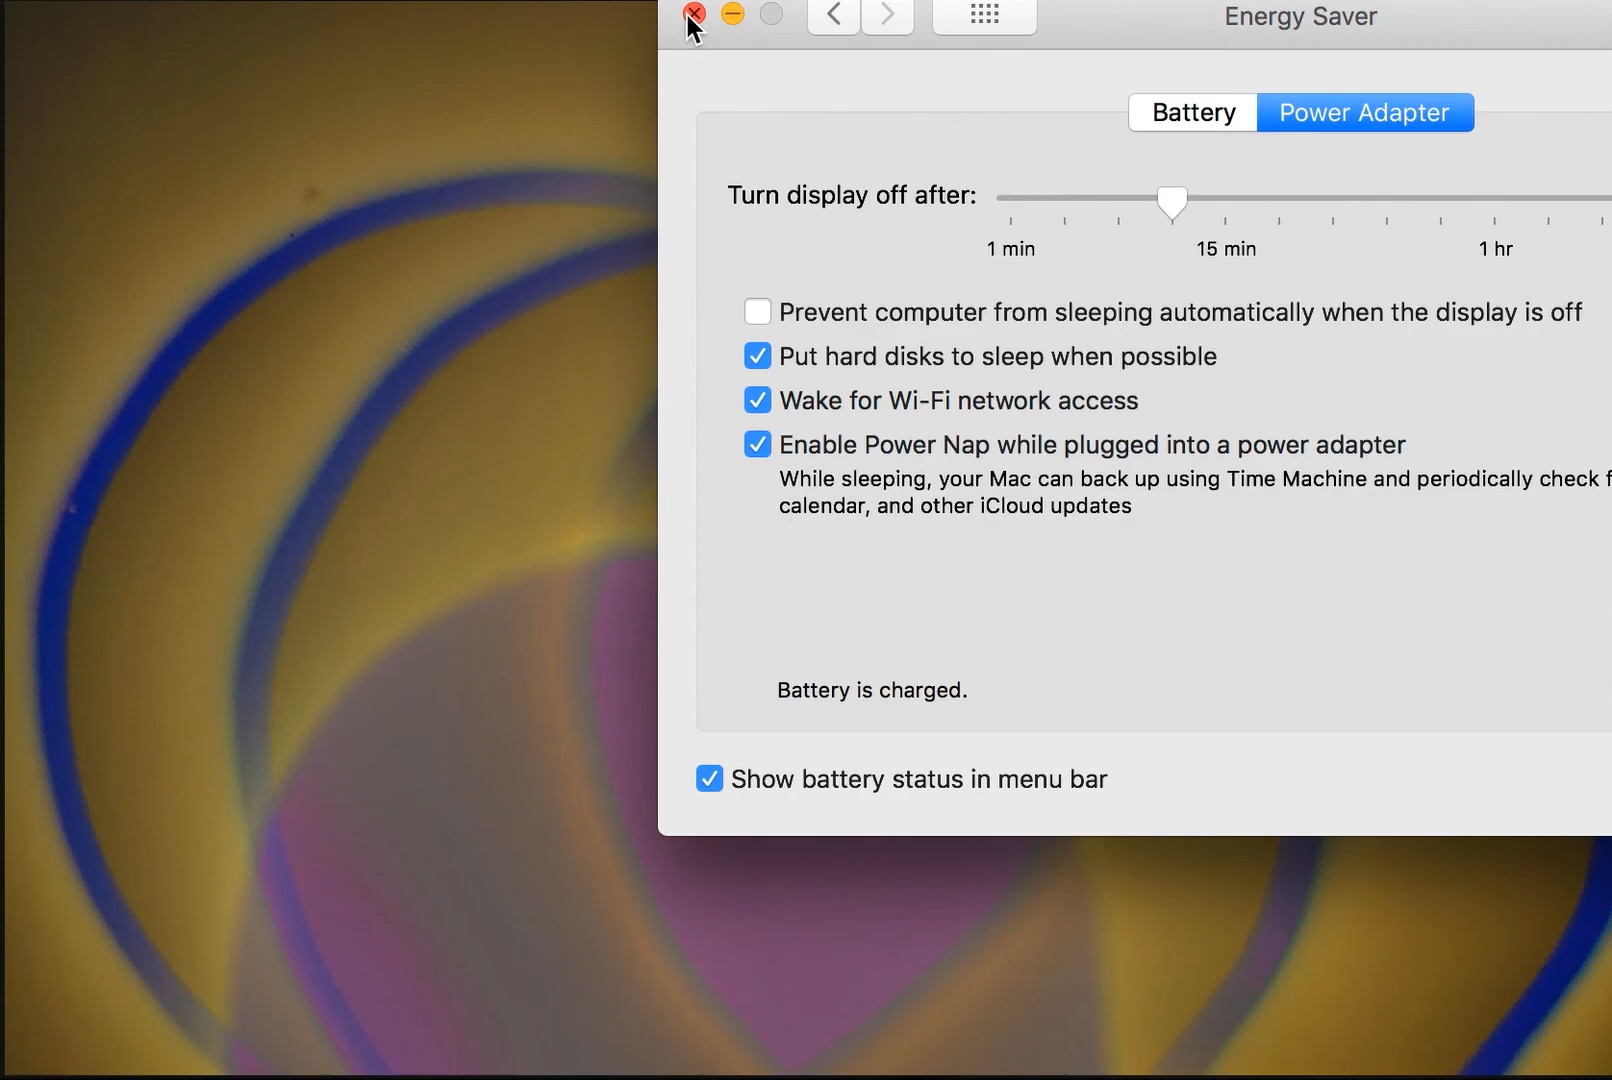 Energy Saver
Battery Power Adapter
Turn display off after:
1 min 15 min 1 hr
Prevent computer from sleeping automatically when the display is off
Put hard disks to sleep when possible
Wake for Wi-Fi network access
Enable Power Nap while plugged into a power adapter
While sleeping, your Mac can back up using Time Machine and periodically check f
calendar, and other iCloud updates
Battery is charged.
Show battery status in menu bar